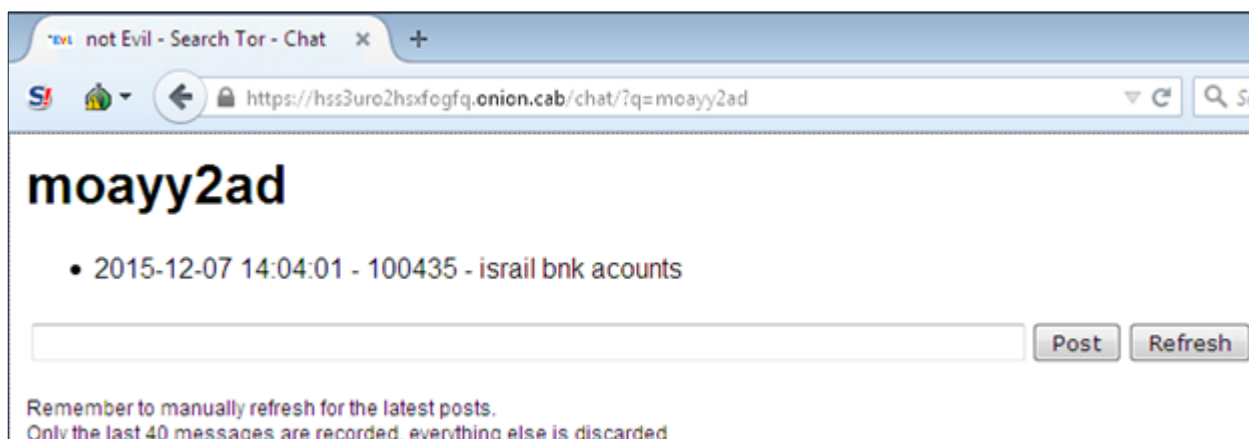 not Evil - Search Tor - Chat
https://hss3uro2hsxfogfq.onion.cab/chat/?q=moayy2ad
moayy2ad
• 2015-12-07 14:04:01 - 100435 - israil bnk acounts
Post Refresh
Remember to manually refresh for the latest posts.
Only the last 40 messages are recorded, everything else is discarded